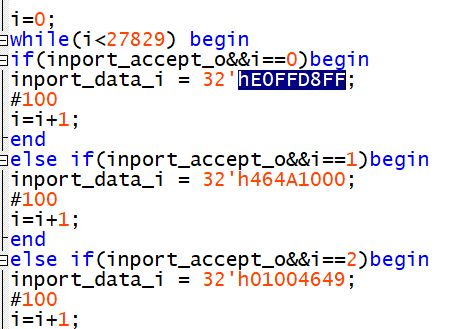 i=0;
while(i<27829) begin
if(inport_accept_o&&i==0)begin
inport_data_i = 32'hE0FFD8FF;
#100
i=i+1;
end
else if(inport_accept_o&&i==1)begin
inport_data_i = 32'h464A1000;
#100
i=i+1;
end
else if(inport_accept_o&&i==2)begin
inport_data_i = 32'h01004649;
#100
i=i+1;